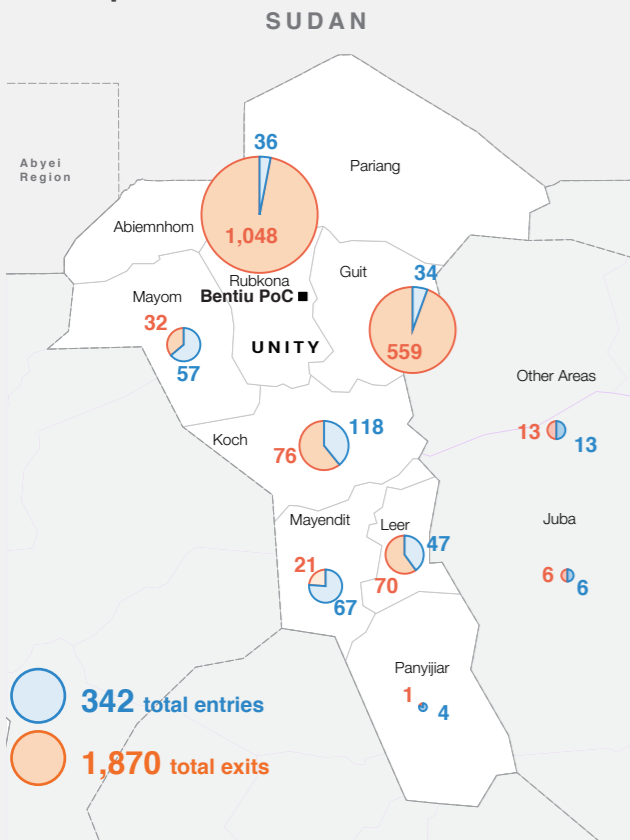 SUDAN
Abyei
Region
36
Pariang
Abiemnhom
1,048
Rubkona
Guit
34
Mayom
Bentiu PoC
32
UNITY
559
57
Other Areas
Koch
118
76
13
13
Mayendit
Leer
Juba
47
21
70
67
6
6
Panyijiar
1
4
342 total entries
1,870 total exits